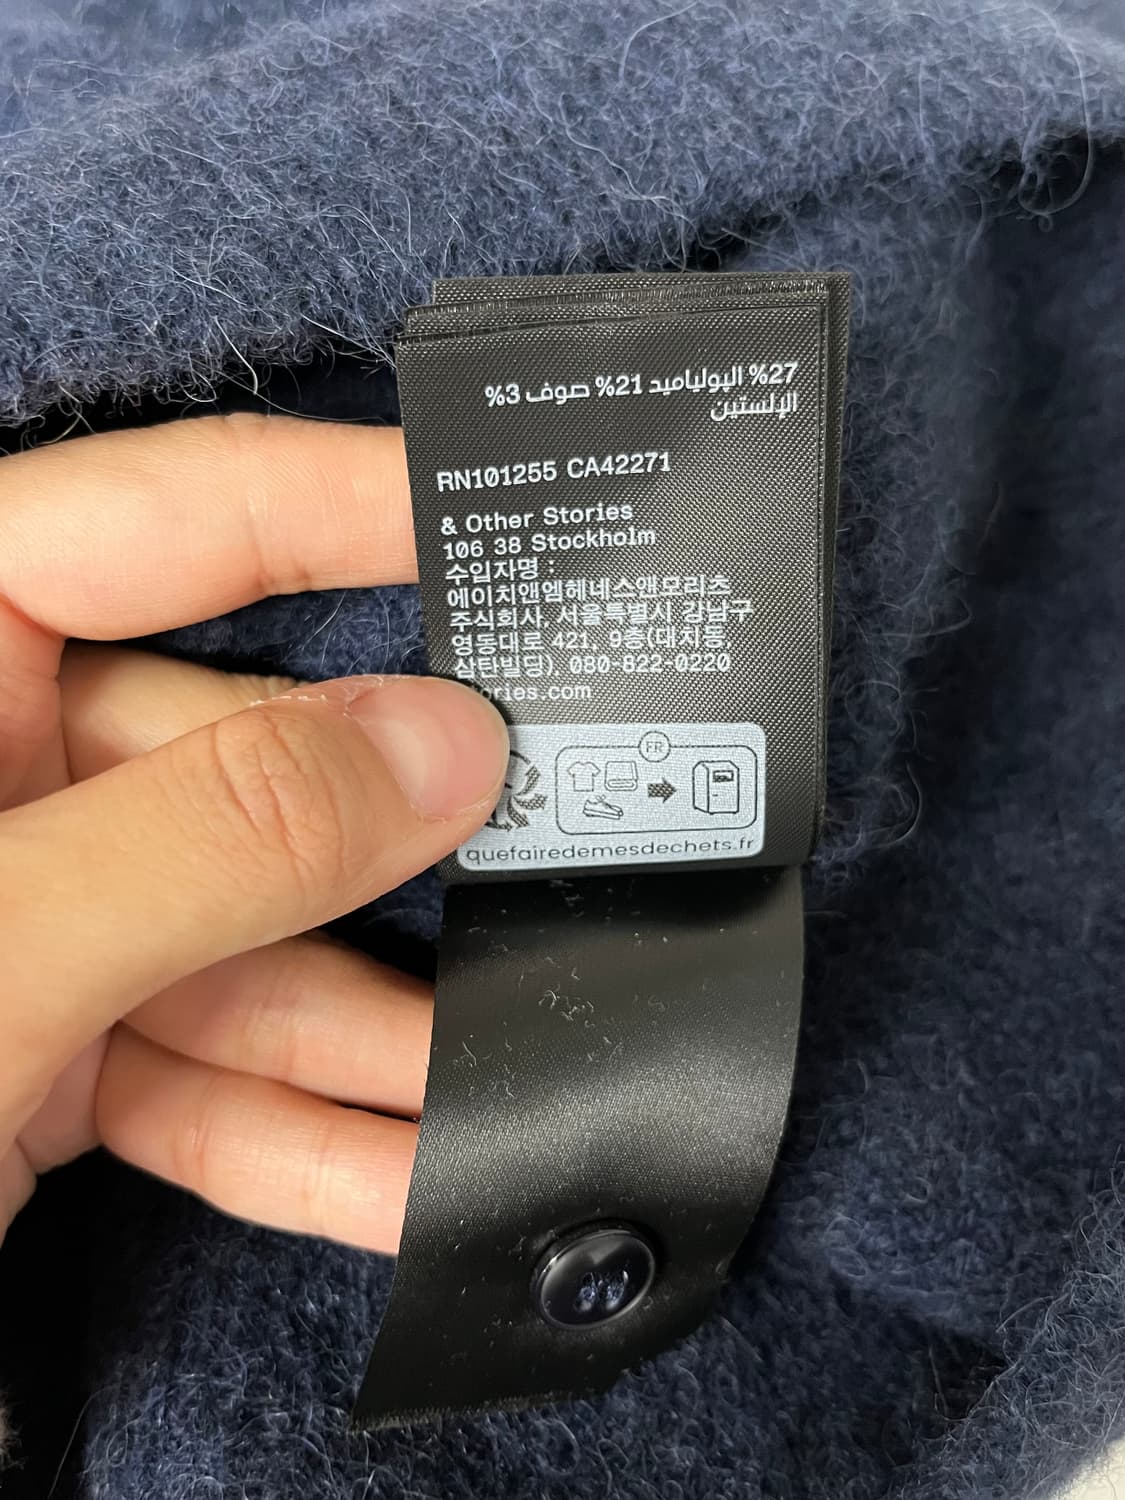 %27 البولياميد 21% صوف 3%
الإلستين
RN101255 CA42271
& Other Stories
106 38 Stockholm
수입자명 :
에이치앤엠헤네스앤모리츠
주식회사, 서울특별시 강남구
영동대로 421, 9층(대치동
삼탄빌딩), 080-822-0220
FR
quefairedemesdechets.fr